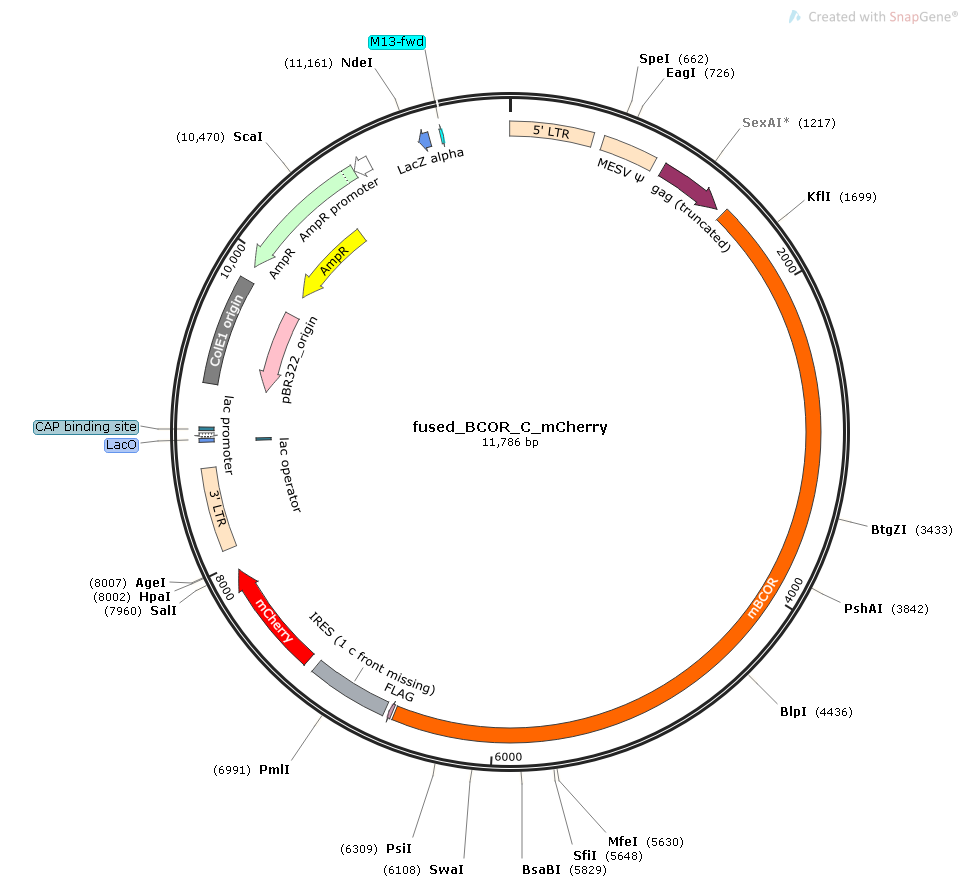 Created with SnapGene®
M13-fwd
(11,161) NdeI
SpeI (662)
EagI (726)
SexAI* (1217)
(10,470) ScaI
KflI (1699)
5' LTR
MESV Ψ
gag (truncated)
LacZ alpha
AmpR promoter
AmpR
AmpR
2000
10,000
ColE1 origin
pBR322_origin
CAP binding site
LacO
lac promoter
lac operator
fused_BCOR_C_mCherry
11,786 bp
3' LTR
BtgZI (3433)
(8007) AgeI
(8002) HpaI
(7960) SalI
8000
4000
mBCOR
PshAI (3842)
mCherry
IRES (1 c front missing)
FLAG
BlpI (4436)
(6991) PmlI
6000
(6309) PsiI
(6108) SwaI
MfeI (5630)
SfiI (5648)
BsaBI (5829)